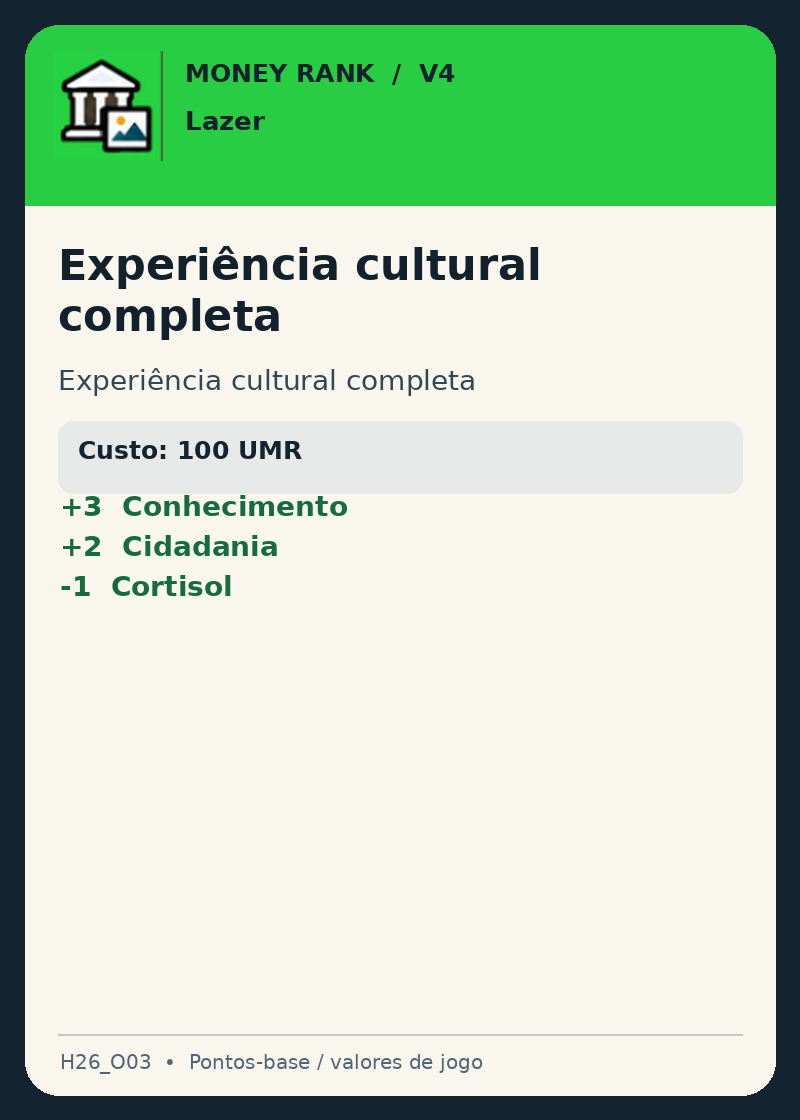 MONEY RANK / V4
Lazer
Experiência cultural
completa
Experiência cultural completa
Custo: 100 UMR
+3 Conhecimento
+2 Cidadania
-1 Cortisol
H26_O03 • Pontos-base / valores de jogo